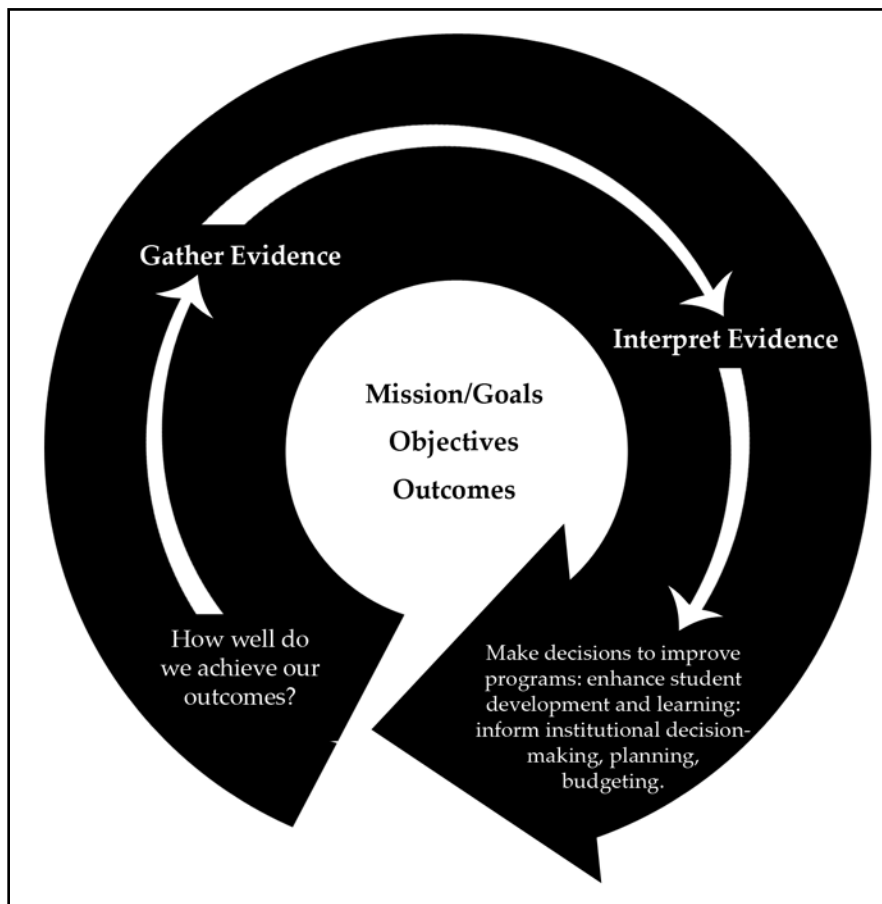 Gather Evidence
Interpret Evidence
Mission/Goals
Objectives
Outcomes
How well do
we achieve our
outcomes?
Make decisions to improve
programs: enhance student
development and learning:
inform institutional decision-
making, planning,
budgeting.